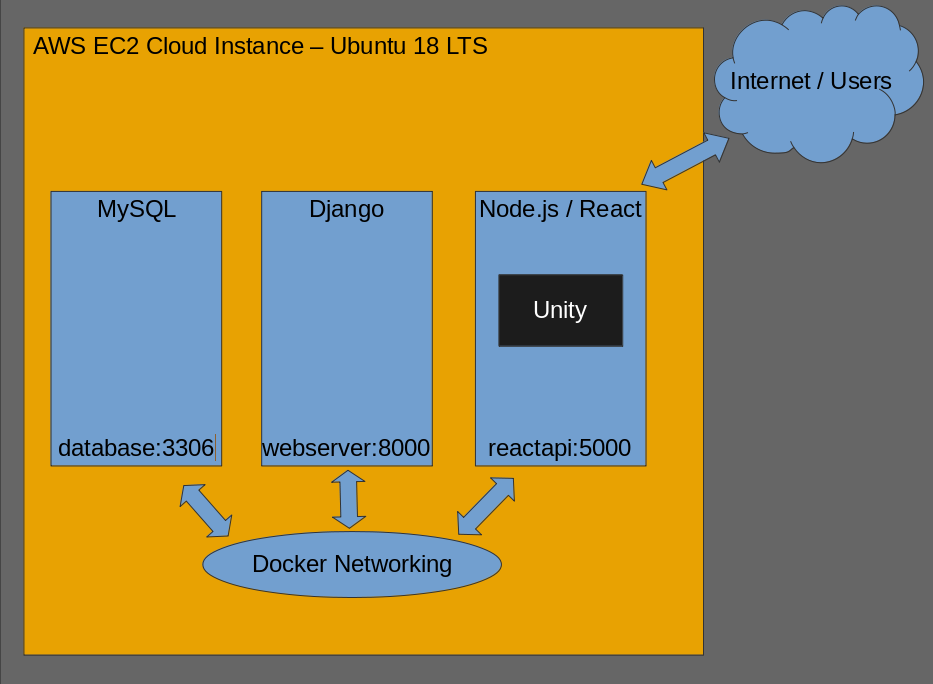 AWS EC2 Cloud Instance – Ubuntu 18 LTS
Internet / Users
MySQL
Django
Node.js / React
Unity
database:3306
webserver:8000
reactapi:5000
Docker Networking